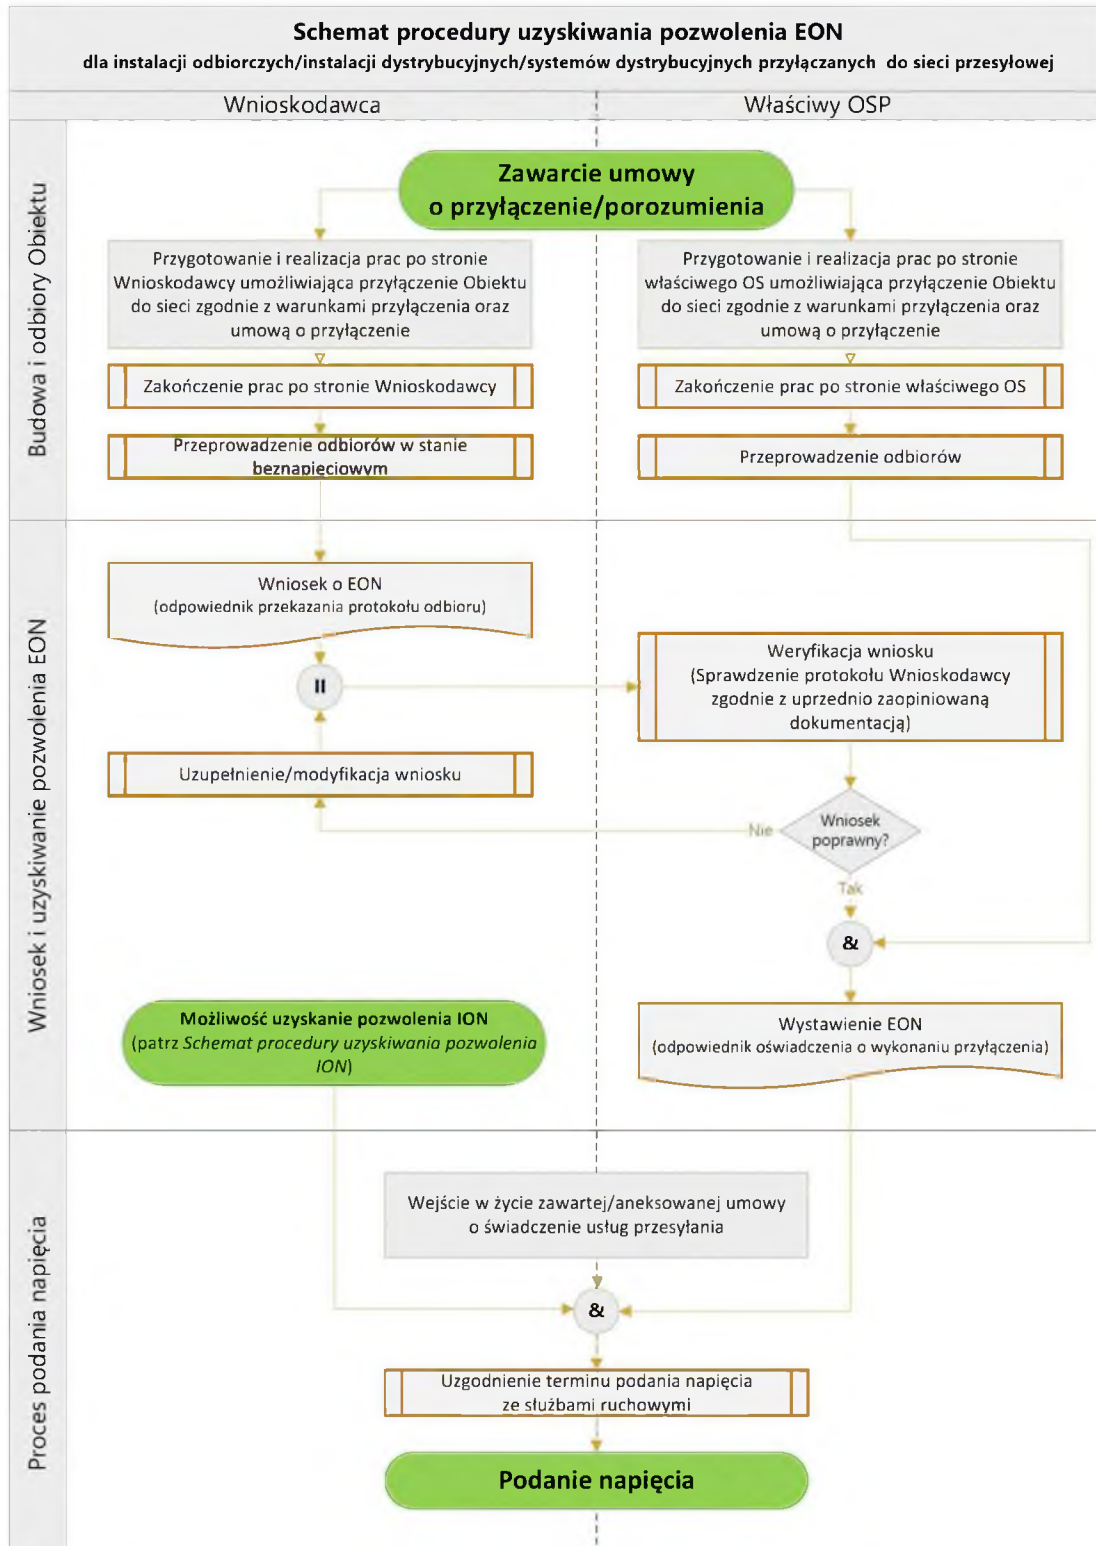 Schemat procedury uzyskiwania pozwolenia EON
dla instalacji odbiorczych/instalacji dystrybucyjnych/systemów dystrybucyjnych przyłączanych do sieci przesyłowej
Wnioskodawca
Właściwy OSP
Budowa i odbiory Obiektu
Zawarcie umowy
o przyłączenie/porozumienia
Przygotowanie i realizacja prac po stronie
Wnioskodawcy umożliwiająca przyłączenie Obiektu
do sieci zgodnie z warunkami przyłączenia oraz
umową o przyłączenie
Przygotowanie i realizacja prac po stronie
właściwego OS umożliwiająca przyłączenie Obiektu
do sieci zgodnie z warunkami przyłączenia oraz
umową o przyłączenie
Zakończenie prac po stronie Wnioskodawcy
Zakończenie prac po stronie właściwego OS
Przeprowadzenie odbiorów w stanie
beznapięciowym
Przeprowadzenie odbiorów
Wniosek i uzyskiwanie pozwolenia EON
Wniosek o EON
(odpowiednik przekazania protokołu odbioru)
II
Weryfikacja wniosku
(Sprawdzenie protokołu Wnioskodawcy
zgodnie z uprzednio zaopiniowaną
dokumentacją)
Uzupełnienie/modyfikacja wniosku
Nie
Wniosek
poprawny?
Tak
&
Możliwość uzyskanie pozwolenia ION
(patrz Schemat procedury uzyskiwania pozwolenia
ION)
Wystawienie EON
(odpowiednik oświadczenia o wykonaniu przyłączenia)
Proces podania napięcia
Wejście w życie zawartej/aneksowanej umowy
o świadczenie usług przesyłania
&
Uzgodnienie terminu podania napięcia
ze służbami ruchowymi
Podanie napięcia